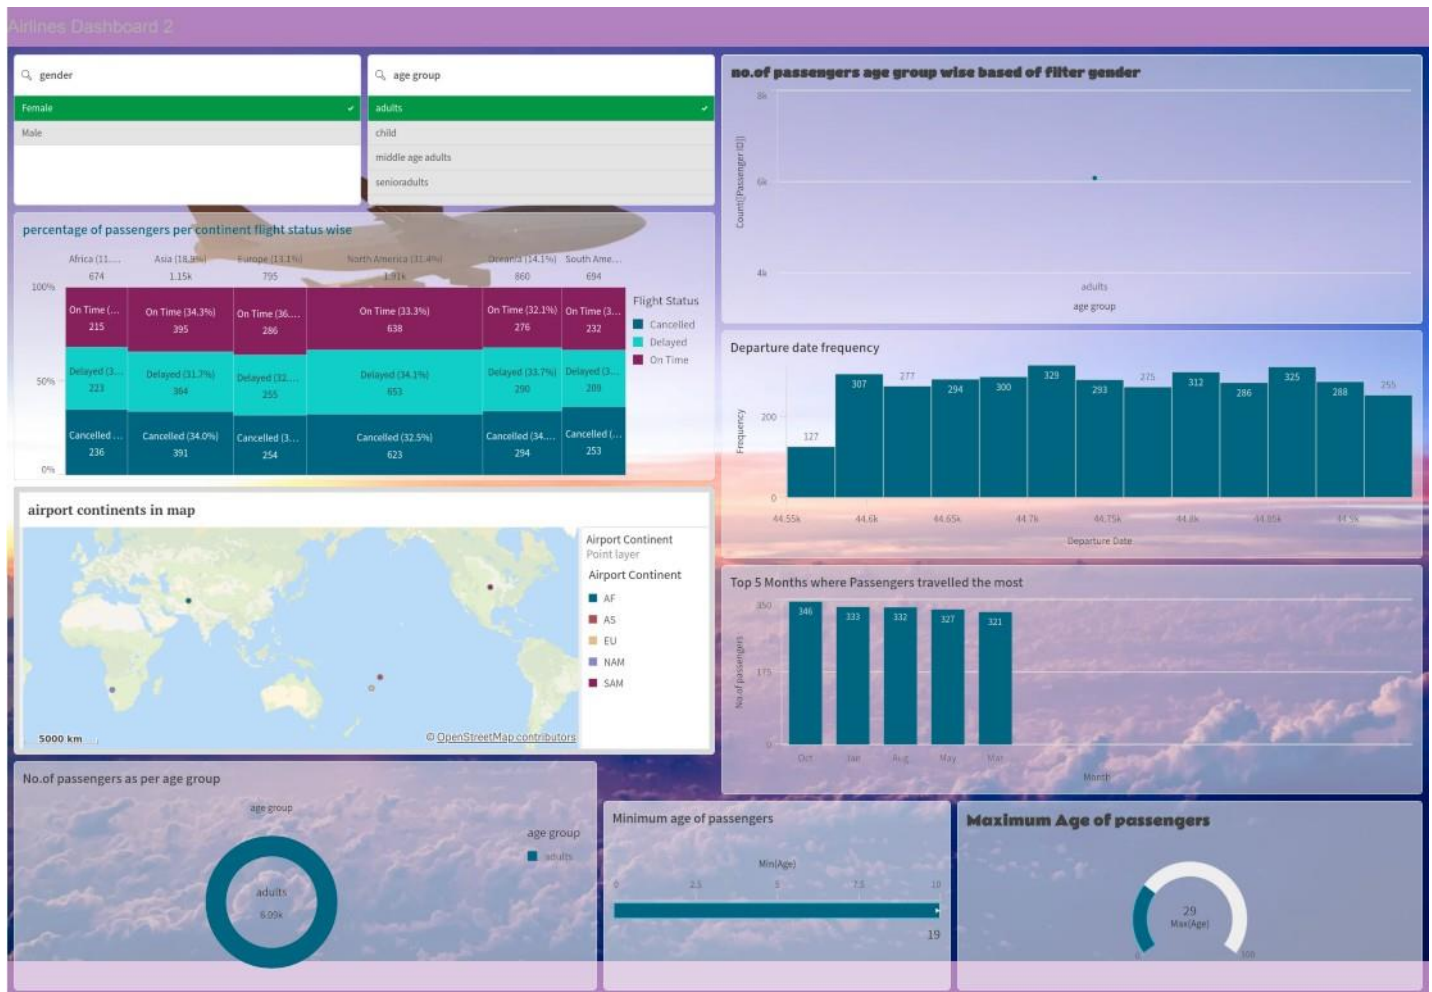 Airlines Dashboard 2
gender
Female
Male
age group
adults
child
middle age adults
senioradults
no.of passengers age group wise based of filter gender
8k
6k
4k
Count([Passenger ID])
adults
age group
percentage of passengers per continent flight status wise
Africa (11.... Asia (18.9%) Europe (13.1%) North America (31.4%) Oceania (14.1%) South Ame...
674 1.15k 795 1.91k 860 694
100%
50%
0%
On Time (... On Time (34.3%) On Time (36.... On Time (33.3%) On Time (32.1%) On Time (3...
215 395 286 638 276 232
Delayed (3... Delayed (31.7%) Delayed (32.... Delayed (34.1%) Delayed (33.7%) Delayed (3...
223 364 255 653 290 209
Cancelled ... Cancelled (34.0%) Cancelled (3... Cancelled (32.5%) Cancelled (34.... Cancelled (...
236 391 254 623 294 253
Flight Status
Cancelled
Delayed
On Time
Departure date frequency
Frequency
200
0
127 307 277 294 300 329 293 275 312 286 325 288 255
44.55k 44.6k 44.65k 44.7k 44.75k 44.8k 44.85k 44.9k
Departure Date
airport continents in map
5000 km
© OpenStreetMap contributors
Airport Continent
Point layer
Airport Continent
AF
AS
EU
NAM
SAM
Top 5 Months where Passengers travelled the most
No.of passengers
350
175
0
346 333 332 327 321
Oct Jan Aug May Mar
Month
No.of passengers as per age group
age group
adults
6.09k
age group
adults
Minimum age of passengers
Min(Age)
0 2.5 5 7.5 10
19
Maximum Age of passengers
29
Max(Age)
0 100